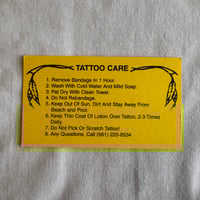 TATTOO CARE
1. Remove Bandage In 1 Hour.
2. Wash With Cold Water And Mild Soap.
3. Pat Dry With Clean Towel.
4. Do Not Rebandage.
5. Keep Out Of Sun, Dirt And Stay Away From
Beach and Pool.
6. Keep Thin Coat Of Lotion Over Tattoo, 2-3 Times
Daily.
7. Do Not Pick Or Scratch Tattoo!
8. Any Questions, Call (561) 220-8534